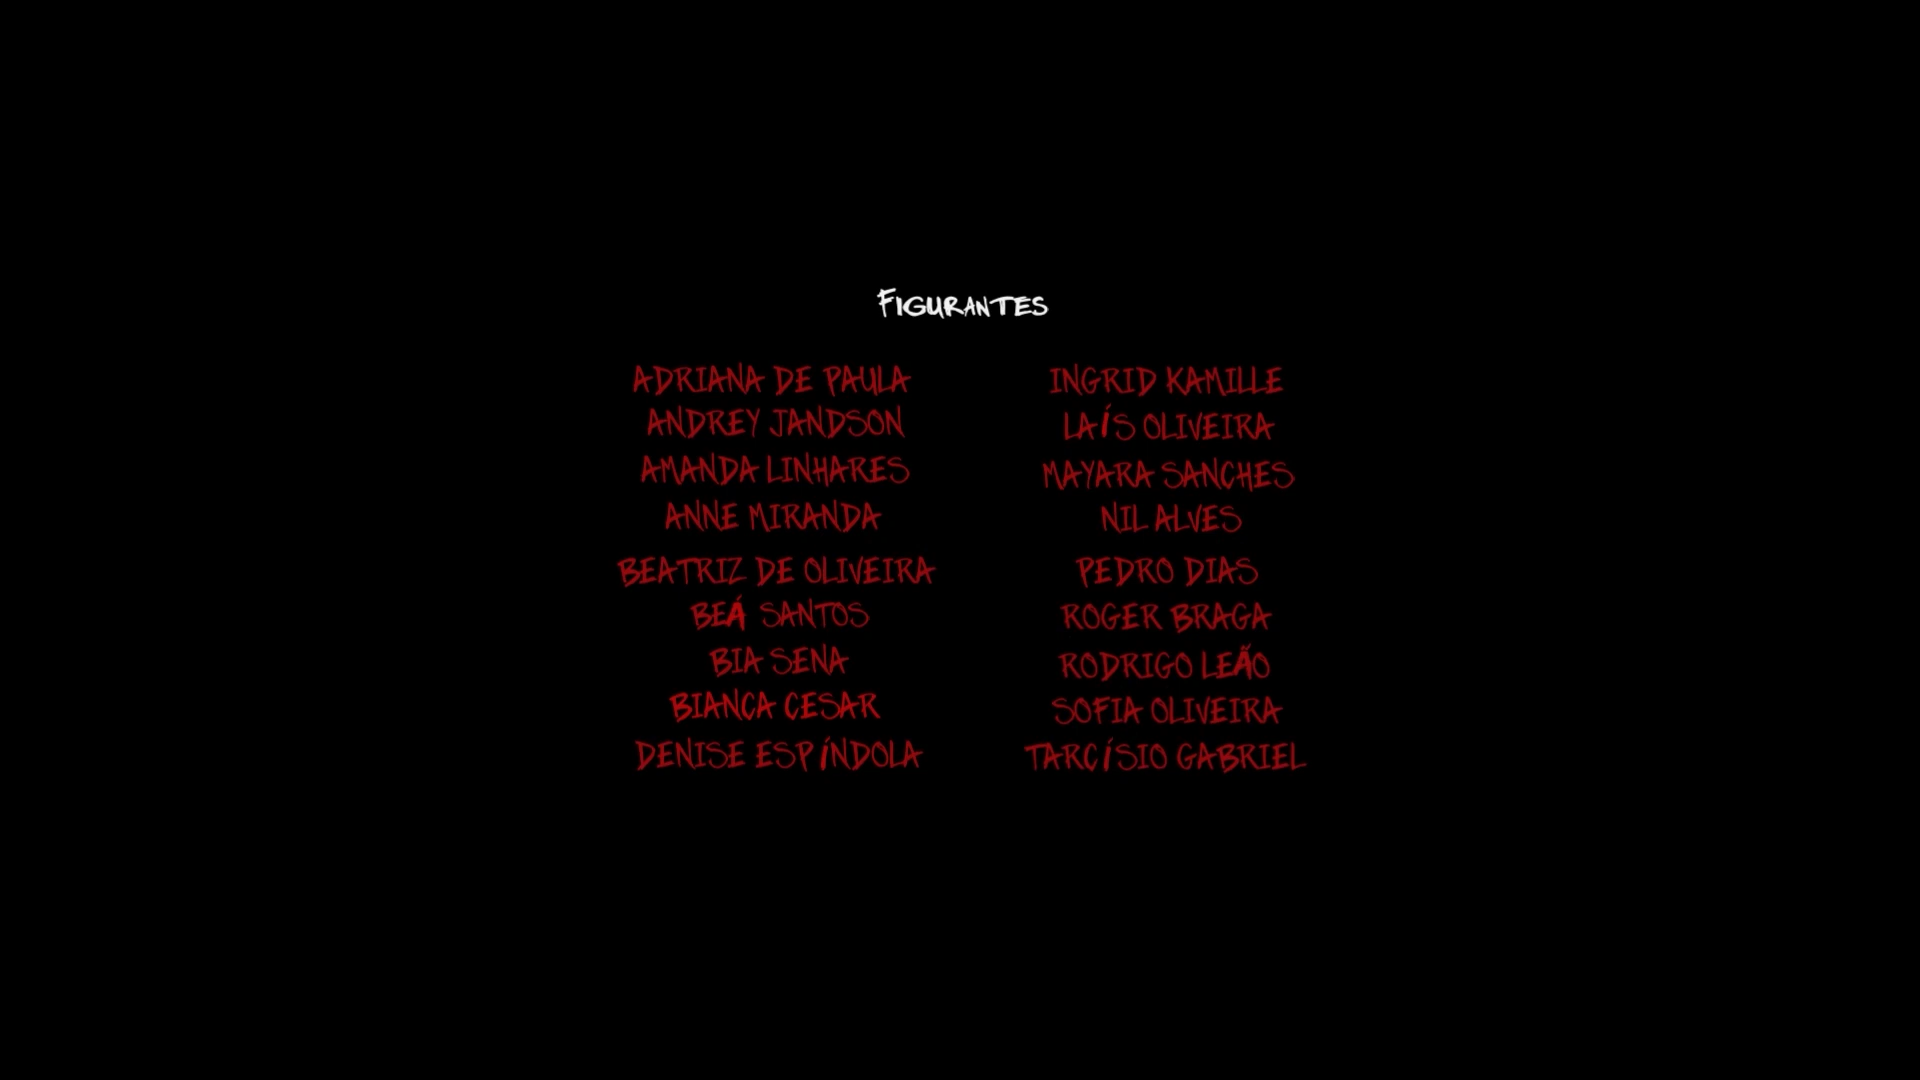 FIGURANTES
ADRIANA DE PAULA
ANDREY JANDSON
AMANDA LINHARES
ANNE MIRANDA
BEATRIZ DE OLIVEIRA
BEÁ SANTOS
BIA SENA
BIANCA CESAR
DENISE ESPÍNDOLA
INGRID KAMILLE
LAÍS OLIVEIRA
MAYARA SANCHES
NIL ALVES
PEDRO DIAS
ROGER BRAGA
RODRIGO LEÃO
SOFIA OLIVEIRA
TARCÍSIO GABRIEL